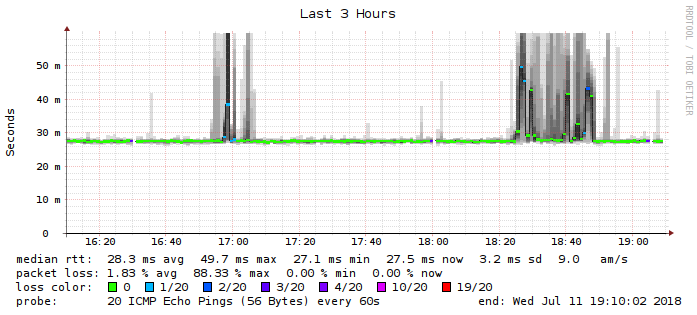 Last 3 Hours
RRDTOOL / TOBI OETIKER
Seconds
50 m
40 m
30 m
20 m
10 m
0
16:20 16:40 17:00 17:20 17:40 18:00 18:20 18:40 19:00
median rtt: 28.3 ms avg 49.7 ms max 27.1 ms min 27.5 ms now 3.2 ms sd 9.0 am/s
packet loss: 1.83 % avg 88.33 % max 0.00 % min 0.00 % now
loss color: 0 1/20 2/20 3/20 4/20 10/20 19/20
probe: 20 ICMP Echo Pings (56 Bytes) every 60s end: Wed Jul 11 19:10:02 2018